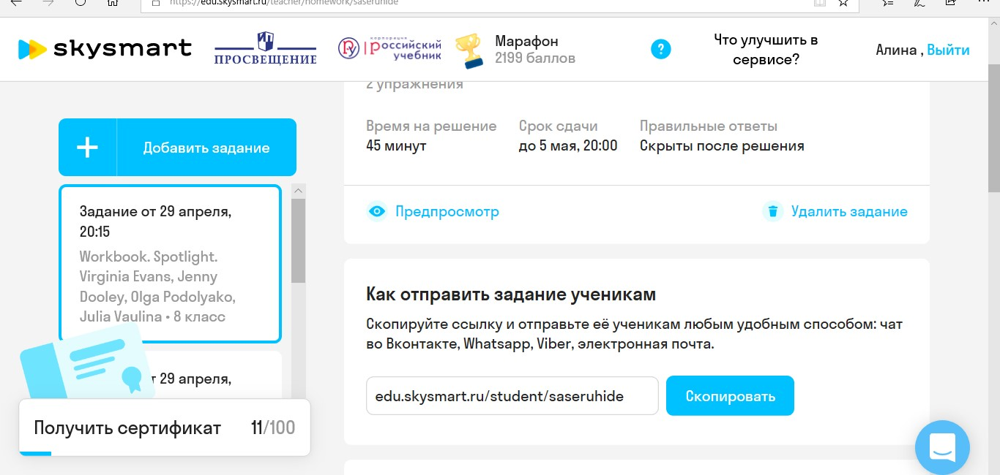 https://edu.skysmart.ru/teacher/homework/saseruhide
skysmart
ПРОСВЕЩЕНИЕ
корпорация
российский
учебник
Марафон
2199 баллов
?
Что улучшить в
сервисе?
Алина , Выйти
2 упражнения
Время на решение
45 минут
Срок сдачи
до 5 мая, 20:00
Правильные ответы
Скрыты после решения
Предпросмотр
Удалить задание
Добавить задание
Задание от 29 апреля,
20:15
Workbook. Spotlight.
Virginia Evans, Jenny
Dooley, Olga Podolyako,
Julia Vaulina • 8 класс
т 29 апреля,
Получить сертификат 11/100
Как отправить задание ученикам
Скопируйте ссылку и отправьте её ученикам любым удобным способом: чат
во Вконтакте, Whatsapp, Viber, электронная почта.
edu.skysmart.ru/student/saseruhide
Скопировать